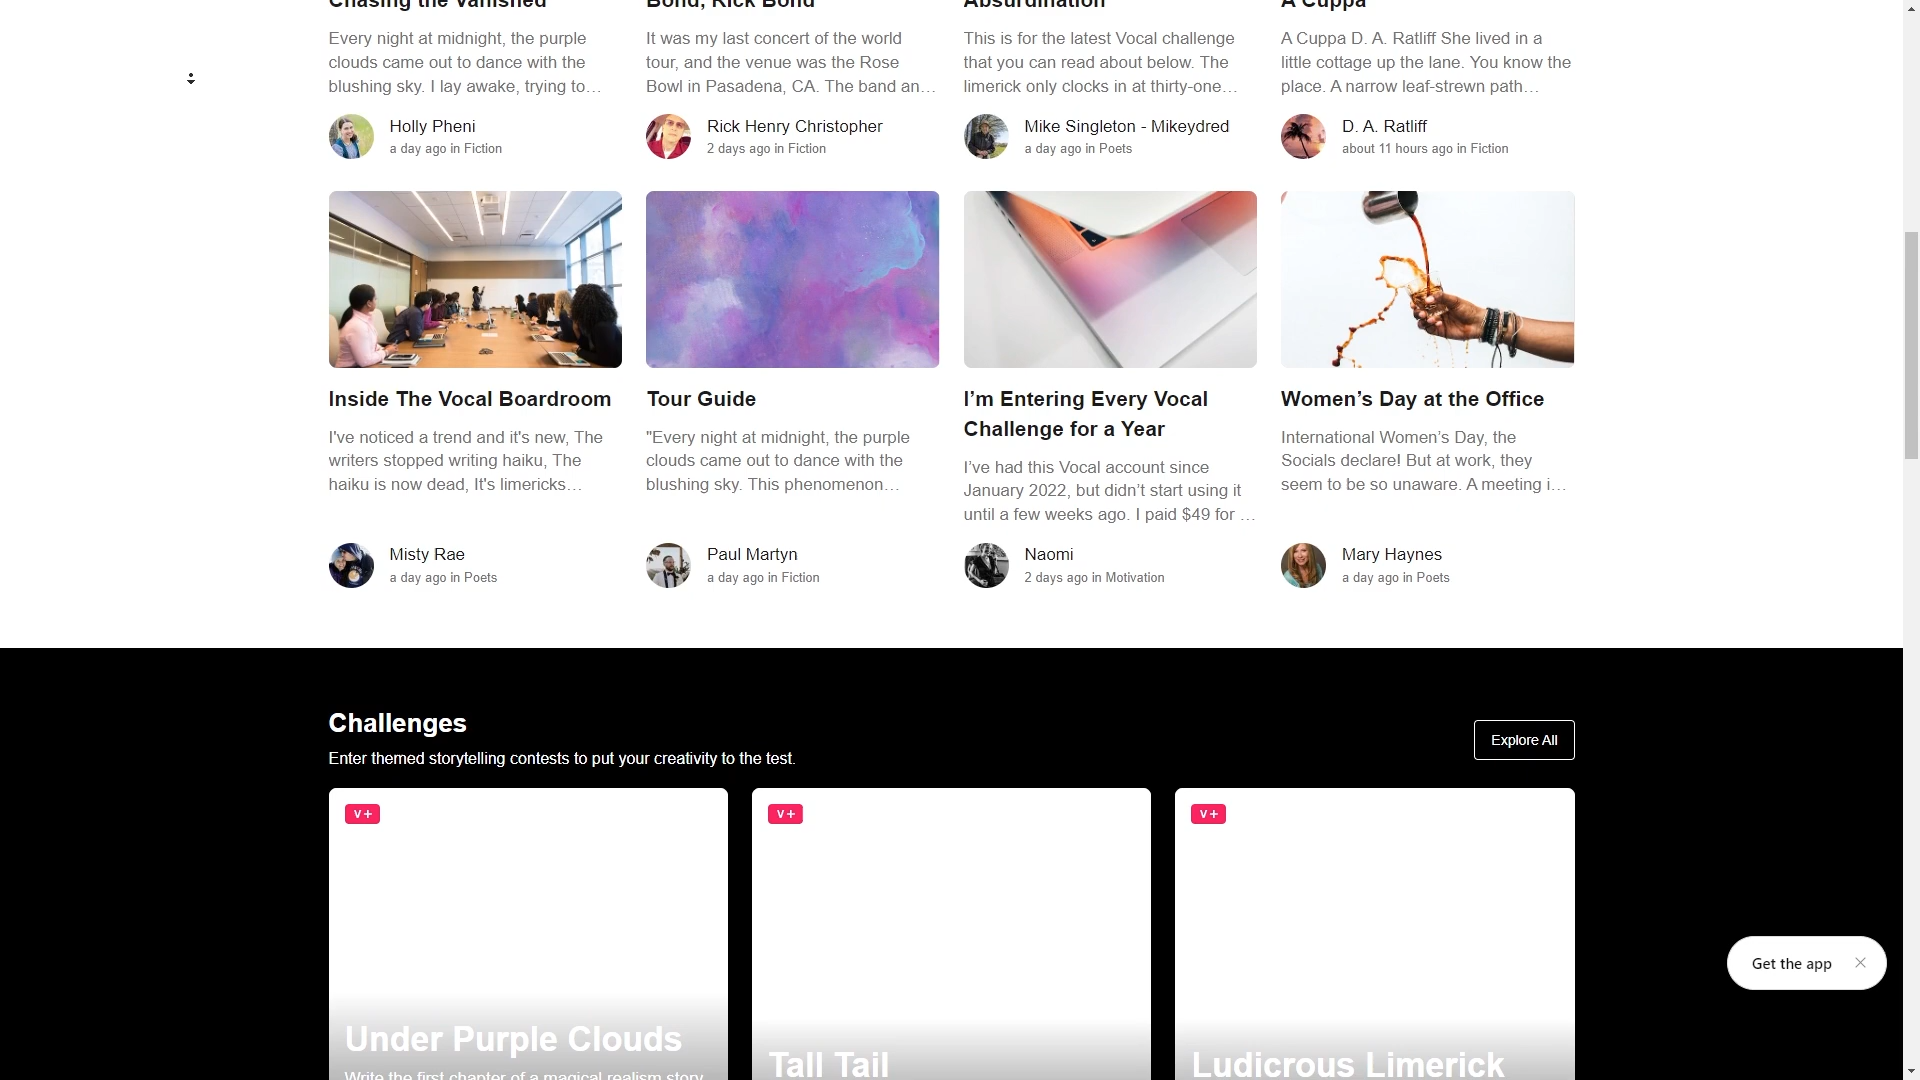 Chasing the Vanished
Bond, Rick Bond
Absurdination
A Cuppa
Every night at midnight, the purple
clouds came out to dance with the
blushing sky. I lay awake, trying to…
It was my last concert of the world
tour, and the venue was the Rose
Bowl in Pasadena, CA. The band an…
This is for the latest Vocal challenge
that you can read about below. The
limerick only clocks in at thirty-one…
A Cuppa D. A. Ratliff She lived in a
little cottage up the lane. You know the
place. A narrow leaf-strewn path…
Holly Pheni
a day ago in Fiction
Rick Henry Christopher
2 days ago in Fiction
Mike Singleton - Mikeydred
a day ago in Poets
D. A. Ratliff
about 11 hours ago in Fiction
Inside The Vocal Boardroom
I've noticed a trend and it's new, The
writers stopped writing haiku, The
haiku is now dead, It's limericks…
Misty Rae
a day ago in Poets
Tour Guide
"Every night at midnight, the purple
clouds came out to dance with the
blushing sky. This phenomenon…
Paul Martyn
a day ago in Fiction
I’m Entering Every Vocal
Challenge for a Year
I’ve had this Vocal account since
January 2022, but didn’t start using it
until a few weeks ago. I paid $49 for …
Naomi
2 days ago in Motivation
Women’s Day at the Office
International Women’s Day, the
Socials declare! But at work, they
seem to be so unaware. A meeting i…
Mary Haynes
a day ago in Poets
Challenges
Enter themed storytelling contests to put your creativity to the test.
Explore All
V+
V+
V+
Get the app
Under Purple Clouds
Write the first chapter of a magical realism story
Tall Tail
Ludicrous Limerick